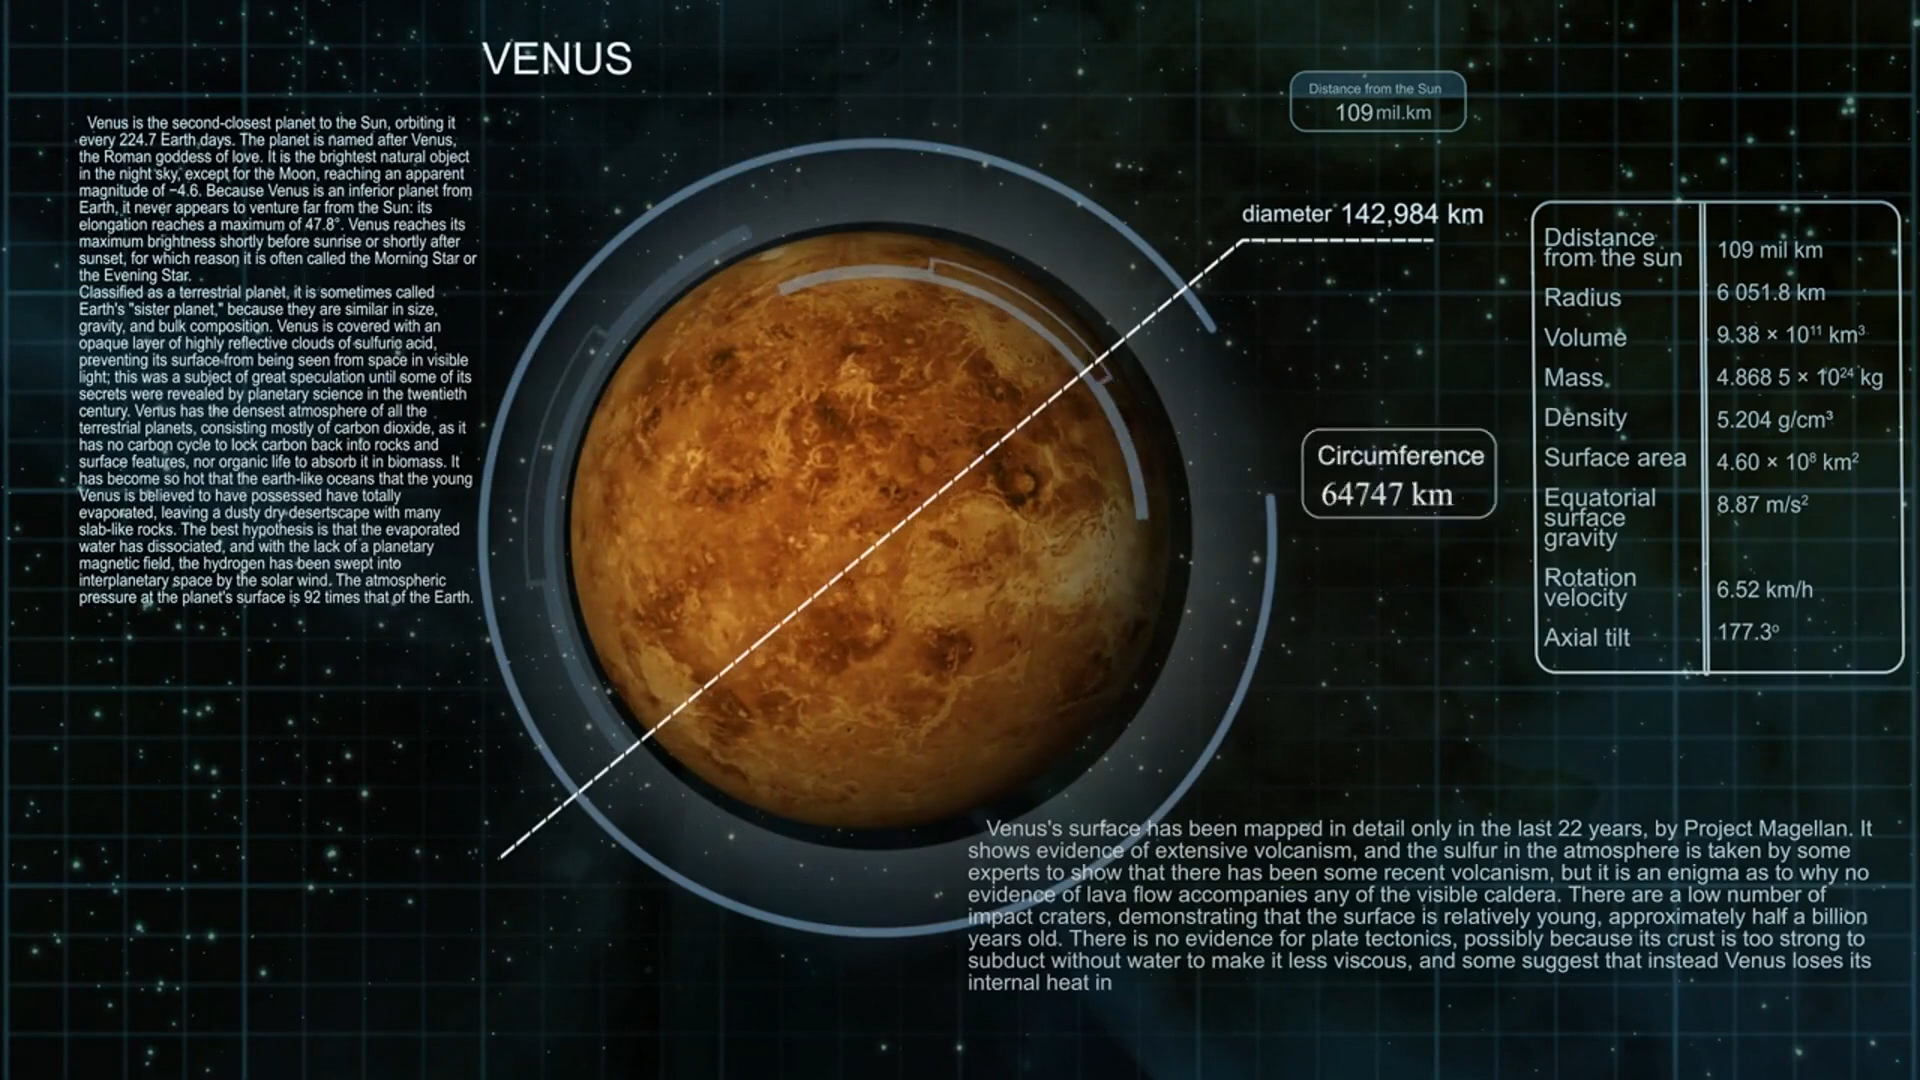 VENUS
Venus is the second-closest planet to the Sun, orbiting it
every 224.7 Earth days. The planet is named after Venus,
the Roman goddess of love. It is the brightest natural object
in the night sky, except for the Moon, reaching an apparent
magnitude of −4.6. Because Venus is an inferior planet from
Earth, it never appears to venture far from the Sun: its
elongation reaches a maximum of 47.8°. Venus reaches its
maximum brightness shortly before sunrise or shortly after
sunset, for which reason it is often called the Morning Star or
the Evening Star.
Classified as a terrestrial planet, it is sometimes called
Earth's "sister planet," because they are similar in size,
gravity, and bulk composition. Venus is covered with an
opaque layer of highly reflective clouds of sulfuric acid,
preventing its surface from being seen from space in visible
light; this was a subject of great speculation until some of its
secrets were revealed by planetary science in the twentieth
century. Venus has the densest atmosphere of all the
terrestrial planets, consisting mostly of carbon dioxide, as it
has no carbon cycle to lock carbon back into rocks and
surface features, nor organic life to absorb it in biomass. It
has become so hot that the earth-like oceans that the young
Venus is believed to have possessed have totally
evaporated, leaving a dusty dry desertscape with many
slab-like rocks. The best hypothesis is that the evaporated
water has dissociated, and with the lack of a planetary
magnetic field, the hydrogen has been swept into
interplanetary space by the solar wind. The atmospheric
pressure at the planet's surface is 92 times that of the Earth.
Distance from the Sun
109 mil.km
diameter 142,984 km
Circumference
64747 km
Ddistance
from the sun 109 mil km
Radius 6 051.8 km
Volume 9.38 × 10¹¹ km³
Mass 4.868 5 × 10²⁴ kg
Density 5.204 g/cm³
Surface area 4.60 × 10⁸ km²
Equatorial 8.87 m/s²
surface
gravity
Rotation
velocity 6.52 km/h
Axial tilt 177.3°
Venus's surface has been mapped in detail only in the last 22 years, by Project Magellan. It
shows evidence of extensive volcanism, and the sulfur in the atmosphere is taken by some
experts to show that there has been some recent volcanism, but it is an enigma as to why no
evidence of lava flow accompanies any of the visible caldera. There are a low number of
impact craters, demonstrating that the surface is relatively young, approximately half a billion
years old. There is no evidence for plate tectonics, possibly because its crust is too strong to
subduct without water to make it less viscous, and some suggest that instead Venus loses its
internal heat in